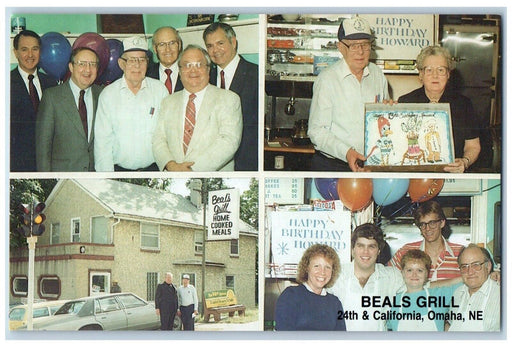 HAPPY
BIRTHDAY
HOWARD
Beals
Grill
HOME
COOKED
MEALS
HAPPY
BIRTHDAY
HOWARD
BEALS GRILL
24th & California, Omaha, NE